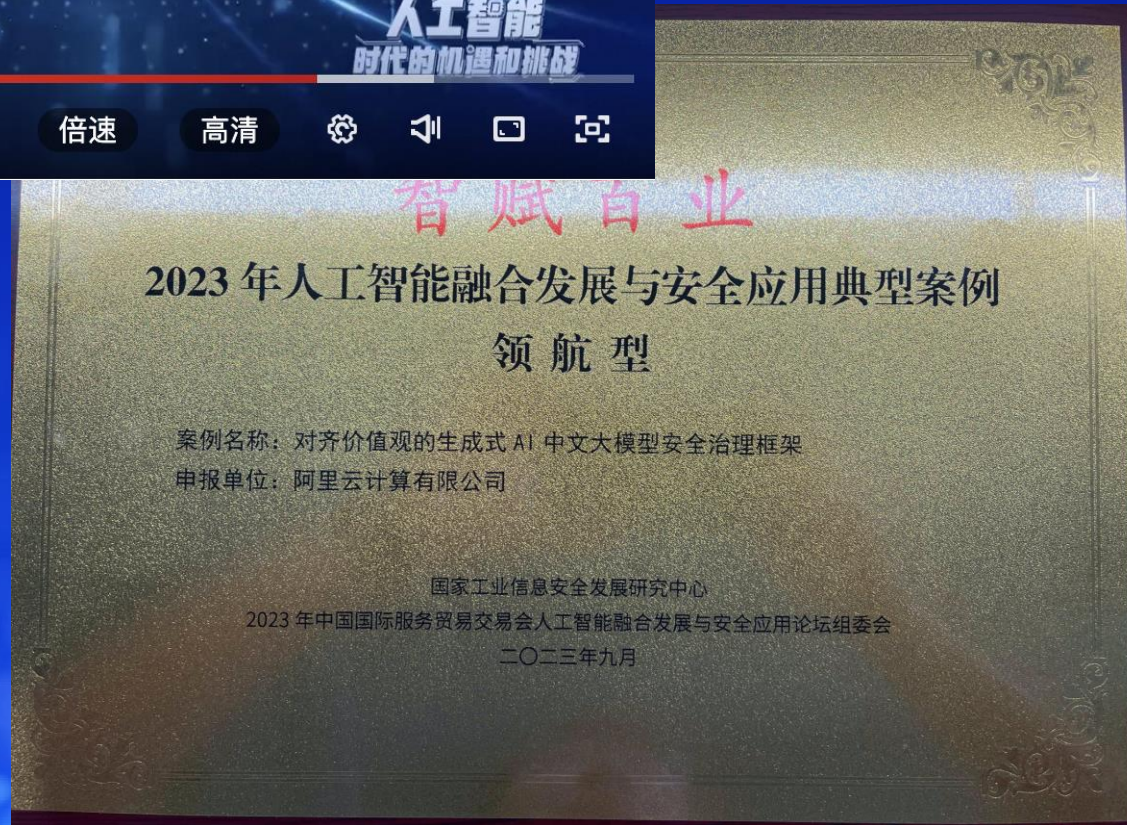 人工智能
时代的机遇和挑战
倍速 高清
智赋百业
2023年人工智能融合发展与安全应用典型案例
领航型
案例名称：对齐价值观的生成式AI中文大模型安全治理框架
申报单位：阿里云计算有限公司
国家工业信息安全发展研究中心
2023年中国国际服务贸易交易会人工智能融合发展与安全应用论坛组委会
二〇二三年九月